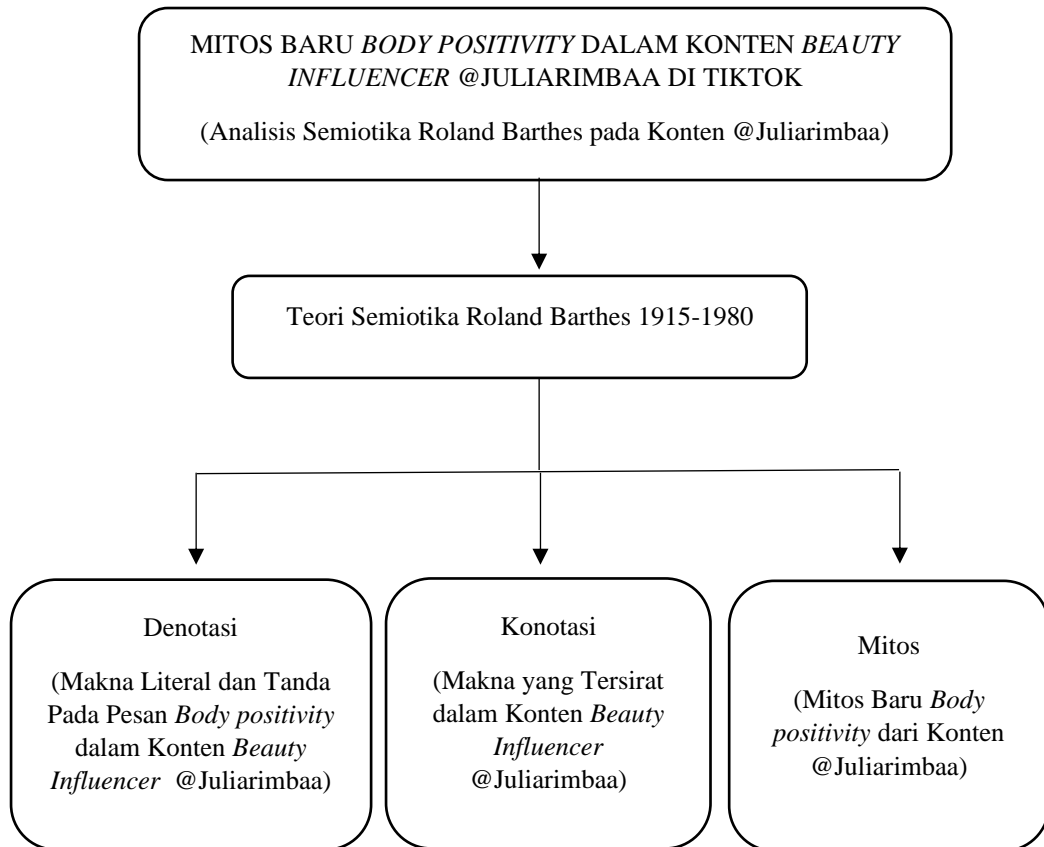 MITOS BARU BODY POSITIVITY DALAM KONTEN BEAUTY
INFLUENCER @JULIARIMBAA DI TIKTOK
(Analisis Semiotika Roland Barthes pada Konten @Juliarimbaa)
Teori Semiotika Roland Barthes 1915-1980
Denotasi
(Makna Literal dan Tanda
Pada Pesan Body positivity
dalam Konten Beauty
Influencer @Juliarimbaa)
Konotasi
(Makna yang Tersirat
dalam Konten Beauty
Influencer
@Juliarimbaa)
Mitos
(Mitos Baru Body
positivity dari Konten
@Juliarimbaa)